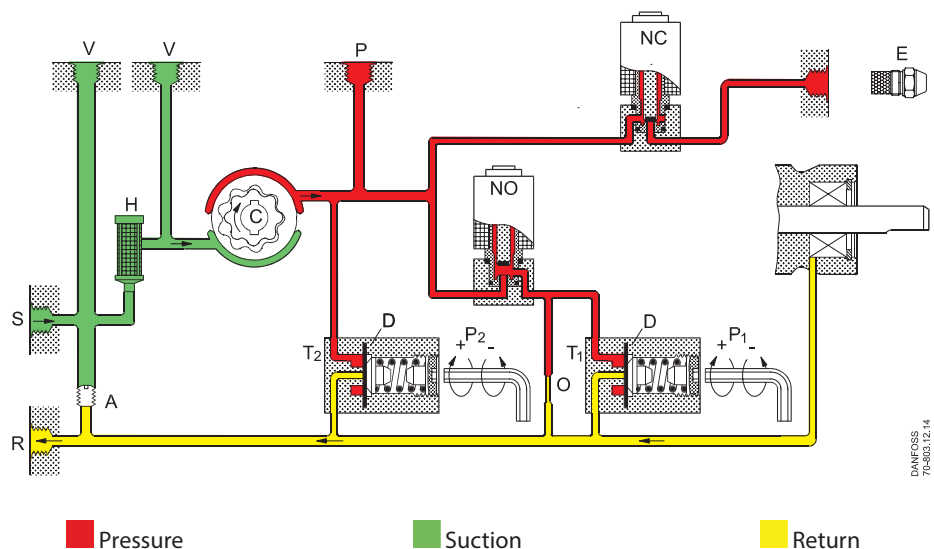 V
V
P
NC
E
H
C
NO
S
D
P2
+ -
T2
D
P1
+ -
T1
O
A
R
DANFOSS
70-803.12.14
Pressure
Suction
Return